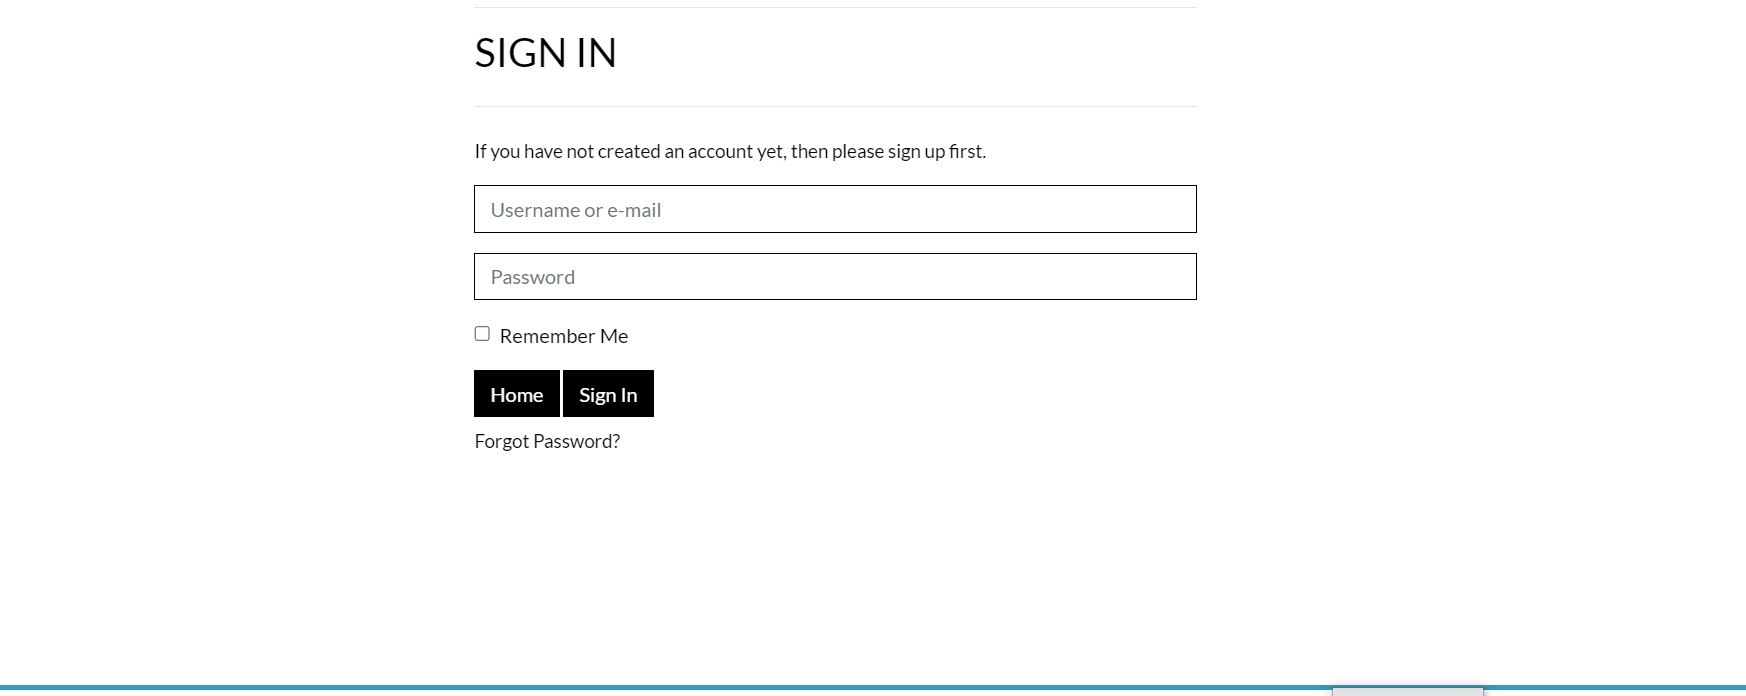 SIGN IN
If you have not created an account yet, then please sign up first.
Username or e-mail
Password
Remember Me
Home Sign In
Forgot Password?